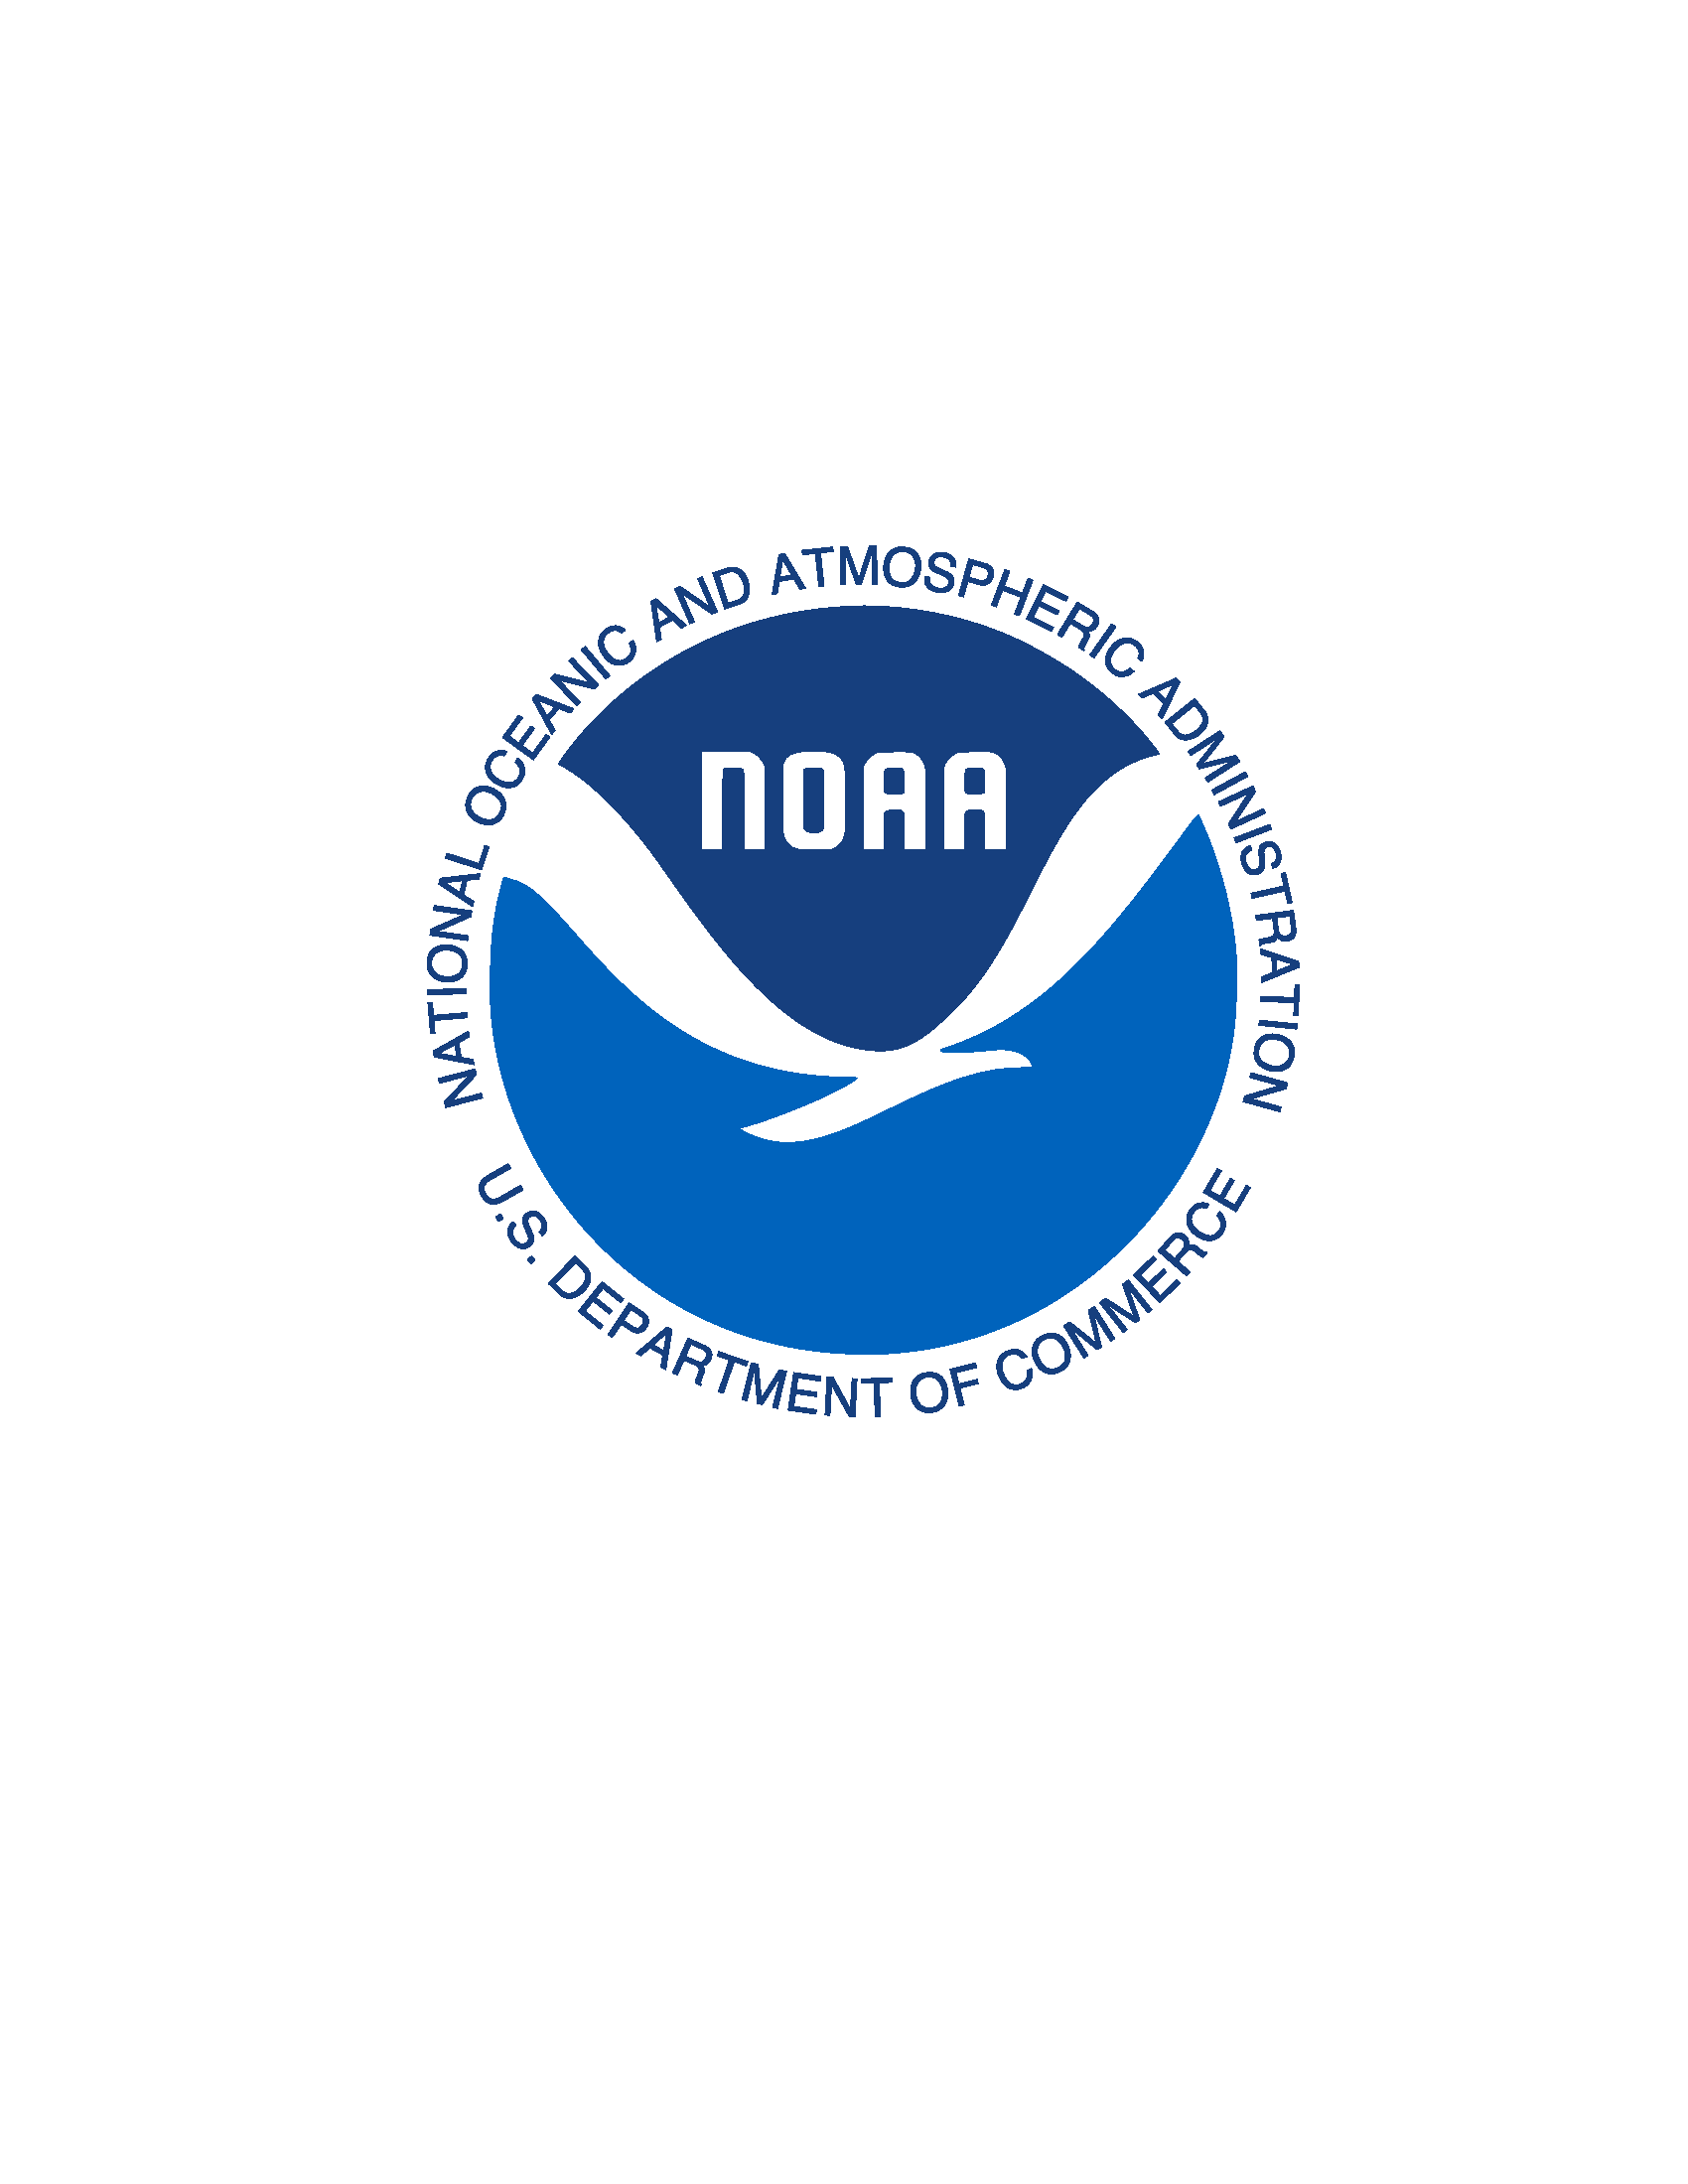 NATIONAL OCEANIC AND ATMOSPHERIC ADMINISTRATION
NOAA
U.S. DEPARTMENT OF COMMERCE